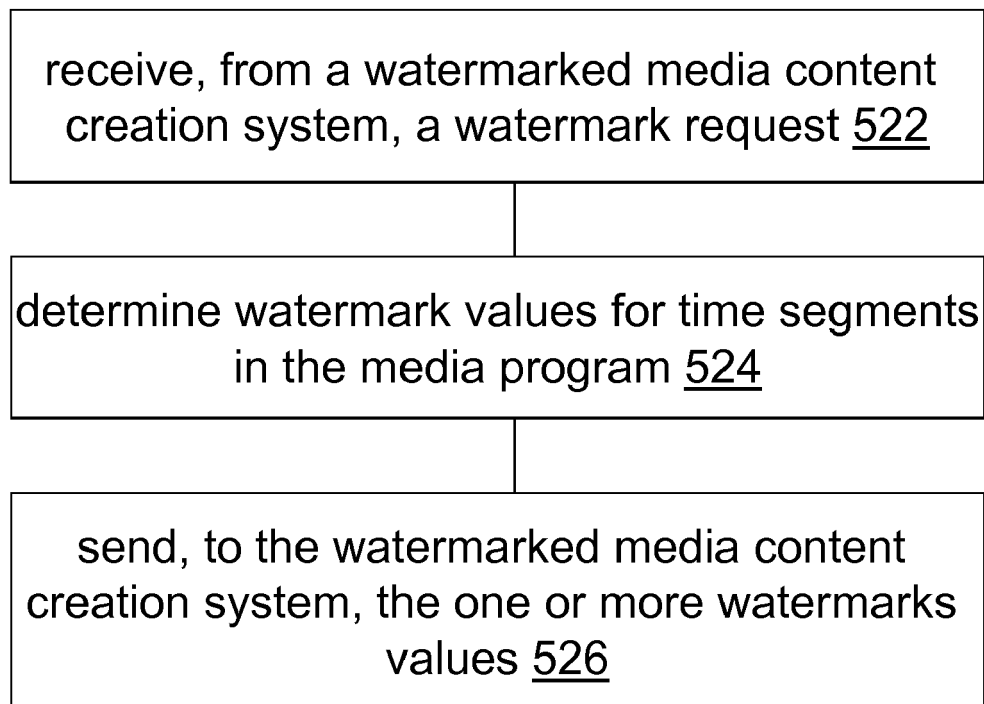 receive, from a watermarked media content
creation system, a watermark request 522
determine watermark values for time segments
in the media program 524
send, to the watermarked media content
creation system, the one or more watermarks
values 526